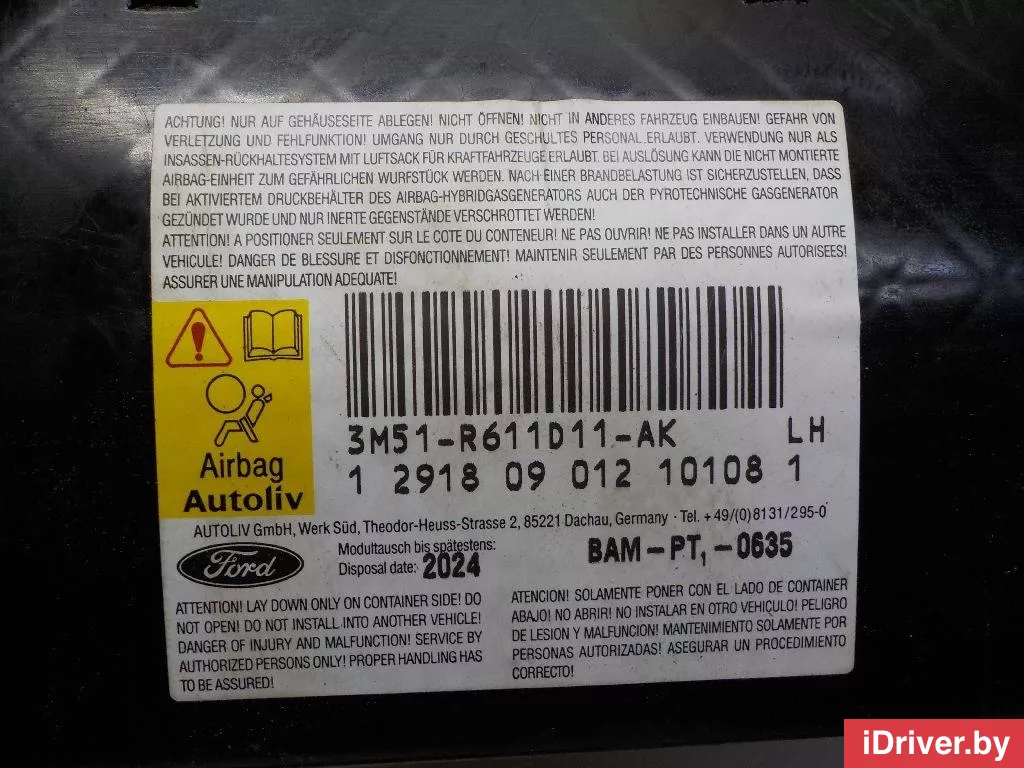 ACHTUNG! NUR AUF GEHÄUSESEITE ABLEGEN! NICHT ÖFFNEN! NICHT IN ANDERES FAHRZEUG EINBAUEN! GEFAHR VON
VERLETZUNG UND FEHLFUNKTION! UMGANG NUR DURCH GESCHULTES PERSONAL ERLAUBT. VERWENDUNG NUR ALS
INSASSEN-RÜCKHALTESYSTEM MIT LUFTSACK FÜR KRAFTFAHRZEUGE ERLAUBT. BEI AUSLÖSUNG KANN DIE NICHT MONTIERTE
AIRBAG-EINHEIT ZUM GEFÄHRLICHEN WURFSTÜCK WERDEN. NACH EINER BRANDBELASTUNG IST SICHERZUSTELLEN, DASS
BEI AKTIVIERTEM DRUCKBEHÄLTER DES AIRBAG-HYBRIDGASGENERATORS AUCH DER PYROTECHNISCHE GASGENERATOR
GEZÜNDET WURDE UND NUR INERTE GEGENSTÄNDE VERSCHROTTET WERDEN!
ATTENTION! A POSITIONER SEULEMENT SUR LE COTE DU CONTENEUR! NE PAS OUVRIR! NE PAS INSTALLER DANS UN AUTRE
VEHICULE! DANGER DE BLESSURE ET DISFONCTIONNEMENT! MAINTENIR SEULEMENT PAR DES PERSONNES AUTORISEES!
ASSURER UNE MANIPULATION ADEQUATE!
3M51-R611D11-AK LH
1 2918 09 012 10108 1
Airbag
Autoliv
AUTOLIV GmbH, Werk Süd, Theodor-Heuss-Strasse 2, 85221 Dachau, Germany · Tel. +49/(0)8131/295-0
Ford
Modultausch bis spätestens:
Disposal date: 2024
BAM-PT₁-0635
ATTENTION! LAY DOWN ONLY ON CONTAINER SIDE! DO
NOT OPEN! DO NOT INSTALL INTO ANOTHER VEHICLE!
DANGER OF INJURY AND MALFUNCTION! SERVICE BY
AUTHORIZED PERSONS ONLY! PROPER HANDLING HAS
TO BE ASSURED!
ATENCION! SOLAMENTE PONER CON EL LADO DE CONTAINER
ABAJO! NO ABRIR! NO INSTALAR EN OTRO VEHICULO! PELIGRO
DE LESION Y MALFUNCION! MANTENIMIENTO SOLAMENTE POR
PERSONAS AUTORIZADAS! ASEGURAR UN PROCEDIMIENTO
CORRECTO!
iDriver.by